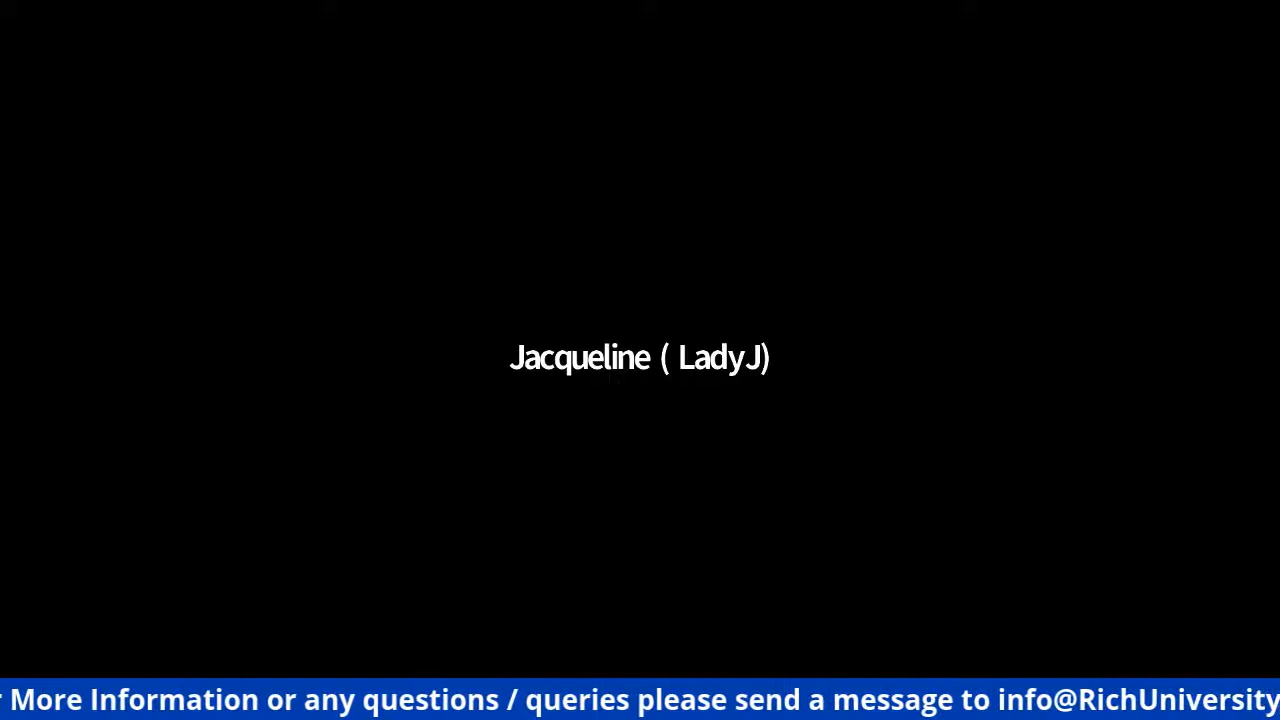 Jacqueline ( LadyJ)
More Information or any questions / queries please send a message to info@RichUniversity